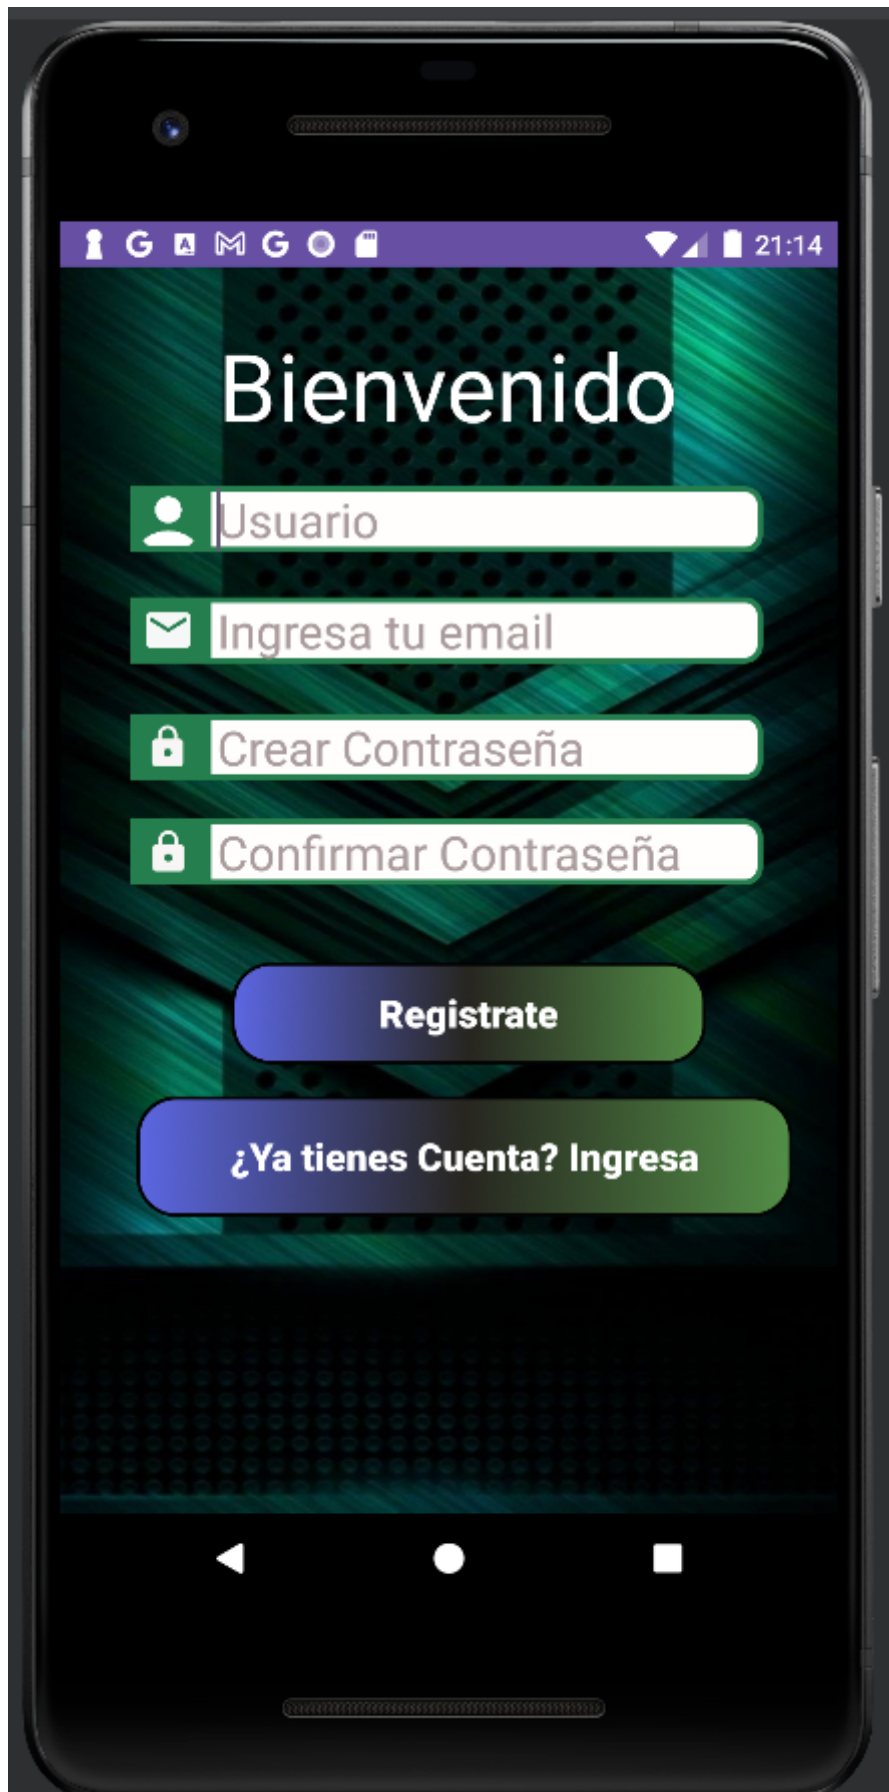 21:14
Bienvenido
Usuario
Ingresa tu email
Crear Contraseña
Confirmar Contraseña
Registrate
¿Ya tienes Cuenta? Ingresa